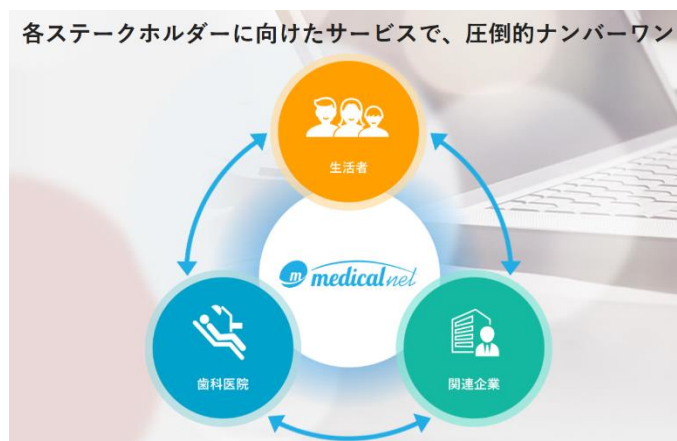 各ステークホルダーに向けたサービスで、圧倒的ナンバーワン
生活者
m medicalnet
歯科医院
関連企業